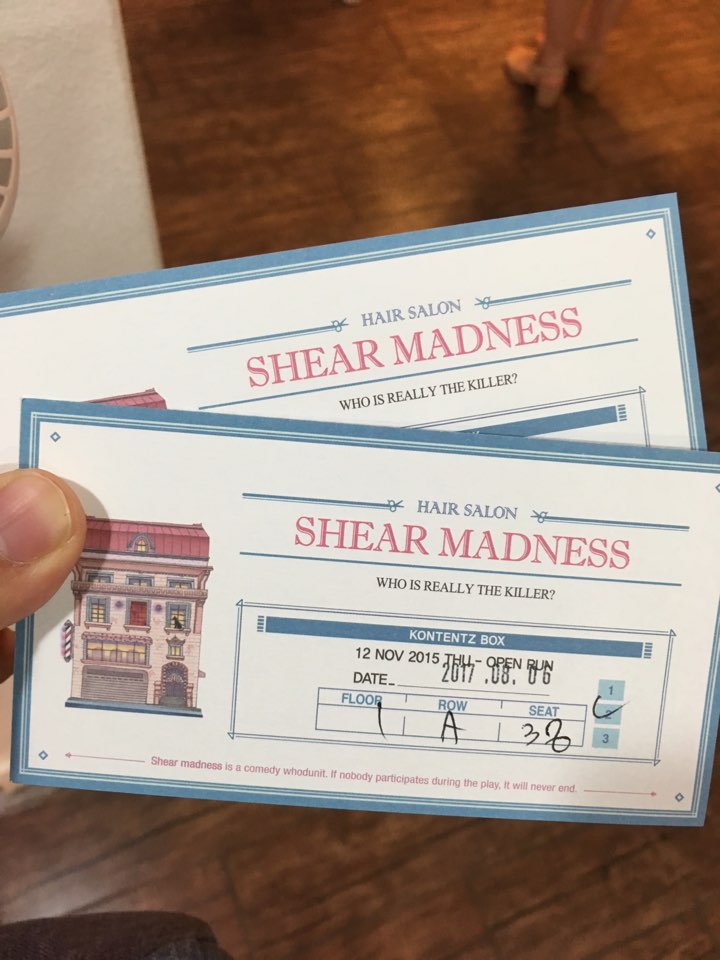 HAIR SALON
SHEAR MADNESS
WHO IS REALLY THE KILLER?
HAIR SALON
SHEAR MADNESS
WHO IS REALLY THE KILLER?
KONTENTZ BOX
12 NOV 2015 THU - OPEN RUN
DATE_ 2017.08.06
FLOOR ROW SEAT
1 A 38
1
2
3
Shear madness is a comedy whodunit. If nobody participates during the play, It will never end.